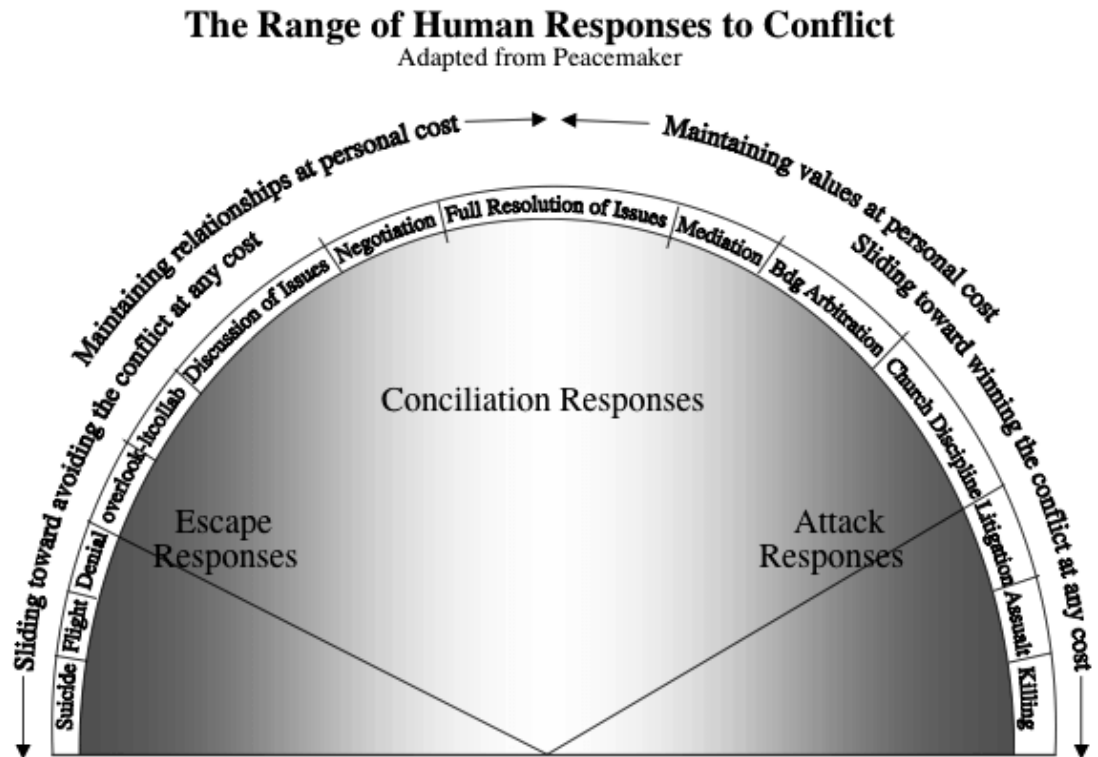 The Range of Human Responses to Conflict
Adapted from Peacemaker
Maintaining relationships at personal cost
Maintaining values at personal cost
Sliding toward avoiding the conflict at any cost
Sliding toward winning the conflict at any cost
Suicide
Flight
Denial
overlook-ltcollab
Discussion of Issues
Negotiation
Full Resolution of Issues
Mediation
Bdg Arbitration
Church Discipline
Litigation
Assualt
Killing
Conciliation Responses
Escape
Responses
Attack
Responses